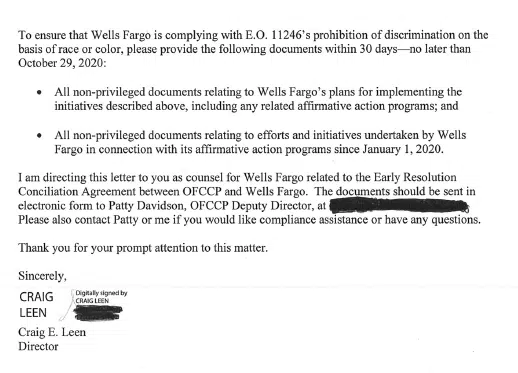 To ensure that Wells Fargo is complying with E.O. 11246’s prohibition of discrimination on the
basis of race or color, please provide the following documents within 30 days—no later than
October 29, 2020:
• All non-privileged documents relating to Wells Fargo’s plans for implementing the
initiatives described above, including any related affirmative action programs; and
• All non-privileged documents relating to efforts and initiatives undertaken by Wells
Fargo in connection with its affirmative action programs since January 1, 2020.
I am directing this letter to you as counsel for Wells Fargo related to the Early Resolution
Conciliation Agreement between OFCCP and Wells Fargo. The documents should be sent in
electronic form to Patty Davidson, OFCCP Deputy Director, at
Please also contact Patty or me if you would like compliance assistance or have any questions.
Thank you for your prompt attention to this matter.
Sincerely,
CRAIG
LEEN
Digitally signed by
CRAIG LEEN
Craig E. Leen
Director